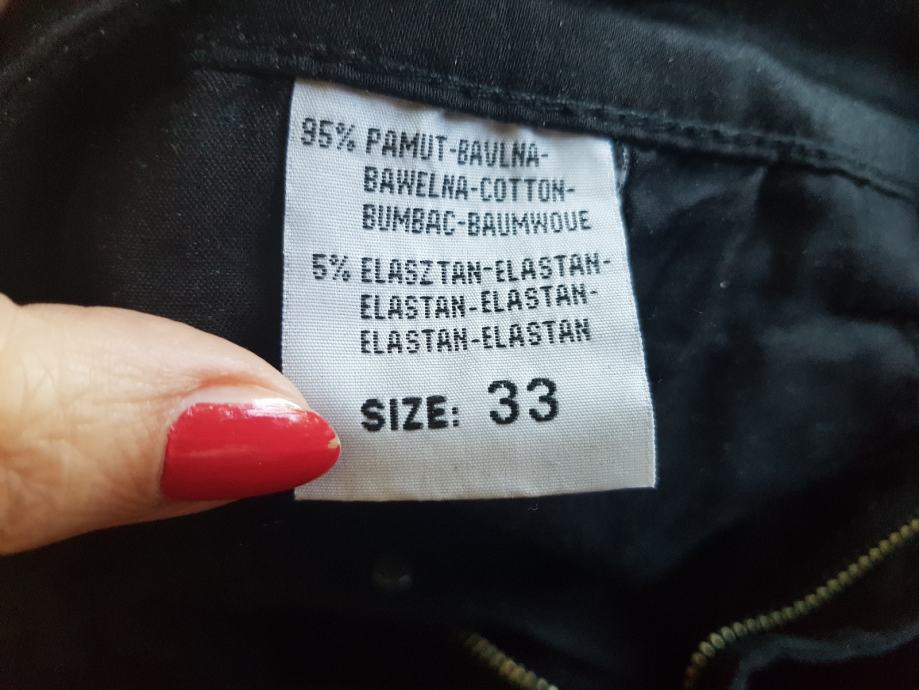 95% PAMUT-BAVLNA-
BAWELNA-COTTON-
BUMBAC-BAUMWOUE
5% ELASZTAN-ELASTAN-
ELASTAN-ELASTAN-
ELASTAN-ELASTAN
SIZE: 33